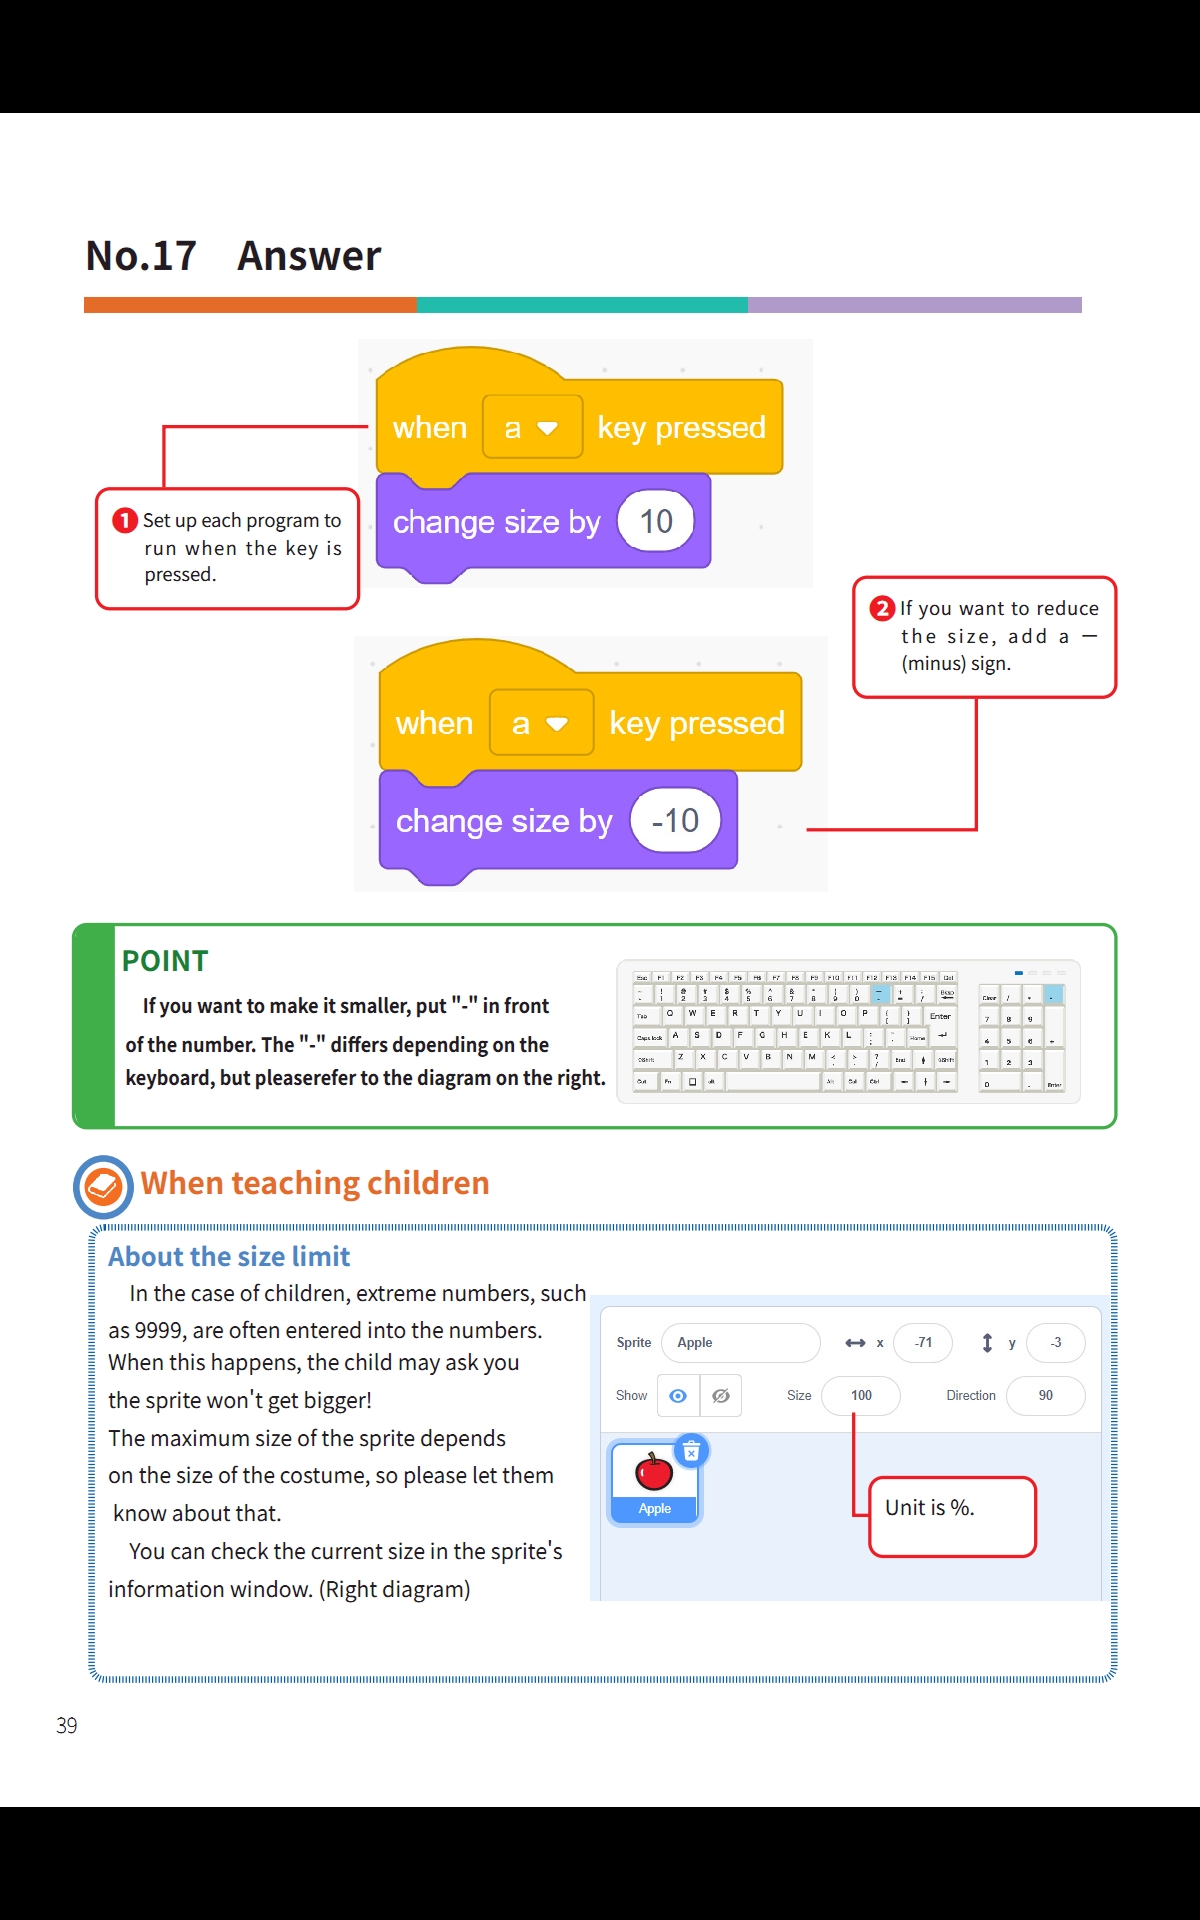 No.17 Answer
when a key pressed
change size by 10
❶ Set up each program to
run when the key is
pressed.
❷ If you want to reduce
the size, add a －
(minus) sign.
when a key pressed
change size by -10
POINT
If you want to make it smaller, put "-" in front
of the number. The "-" differs depending on the
keyboard, but pleaserefer to the diagram on the right.
When teaching children
About the size limit
In the case of children, extreme numbers, such
as 9999, are often entered into the numbers.
When this happens, the child may ask you
the sprite won't get bigger!
The maximum size of the sprite depends
on the size of the costume, so please let them
know about that.
You can check the current size in the sprite's
information window. (Right diagram)
Sprite Apple x -71 y -3
Show Size 100 Direction 90
Apple
Unit is %.
39